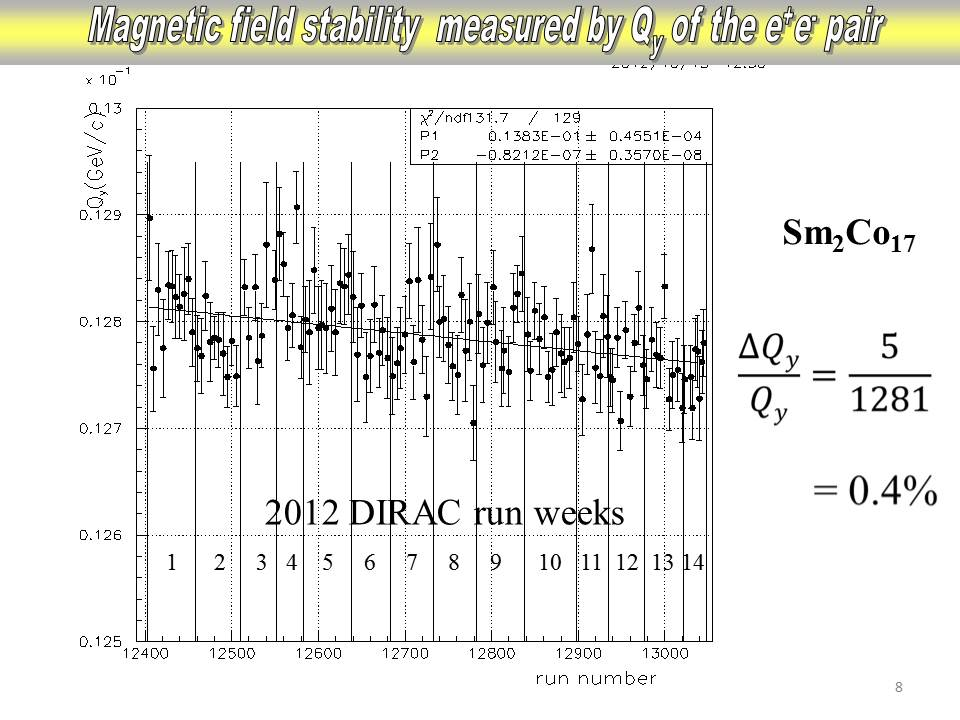 Magnetic field stability measured by Qy of the e+e- pair
× 10⁻¹
0.13
χ²/ndf131.7 / 129
P1 0.1383E−01± 0.4551E−04
P2 −0.8212E−07± 0.3570E−08
Qy(GeV/c)
0.129
0.128
0.127
0.126
0.125
Sm₂Co₁₇
ΔQy/Qy = 5/1281
= 0.4%
2012 DIRAC run weeks
1 2 3 4 5 6 7 8 9 10 11 12 13 14
12400 12500 12600 12700 12800 12900 13000
run number
8